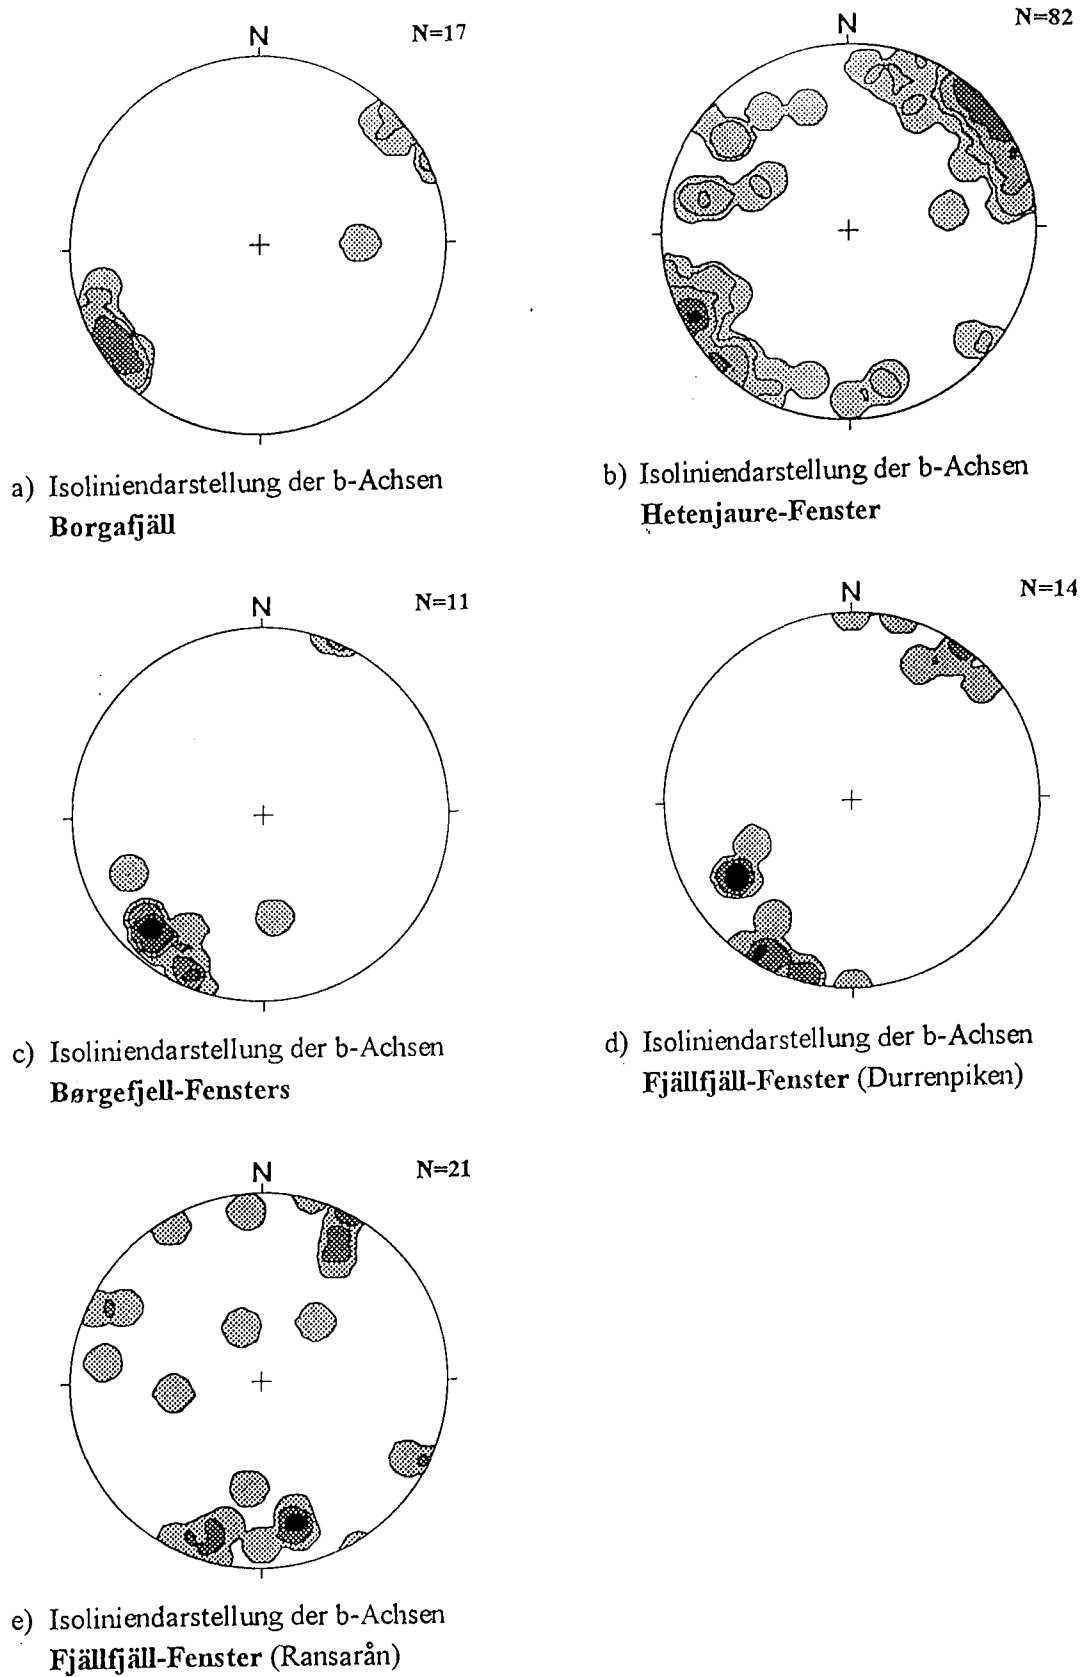 N
N=17
a) Isoliniendarstellung der b-Achsen
Borgafjäll
N
N=82
b) Isoliniendarstellung der b-Achsen
Hetenjaure-Fenster
N
N=11
c) Isoliniendarstellung der b-Achsen
Børgefjell-Fensters
N
N=14
d) Isoliniendarstellung der b-Achsen
Fjällfjäll-Fenster (Durrenpiken)
N
N=21
e) Isoliniendarstellung der b-Achsen
Fjällfjäll-Fenster (Ransarån)